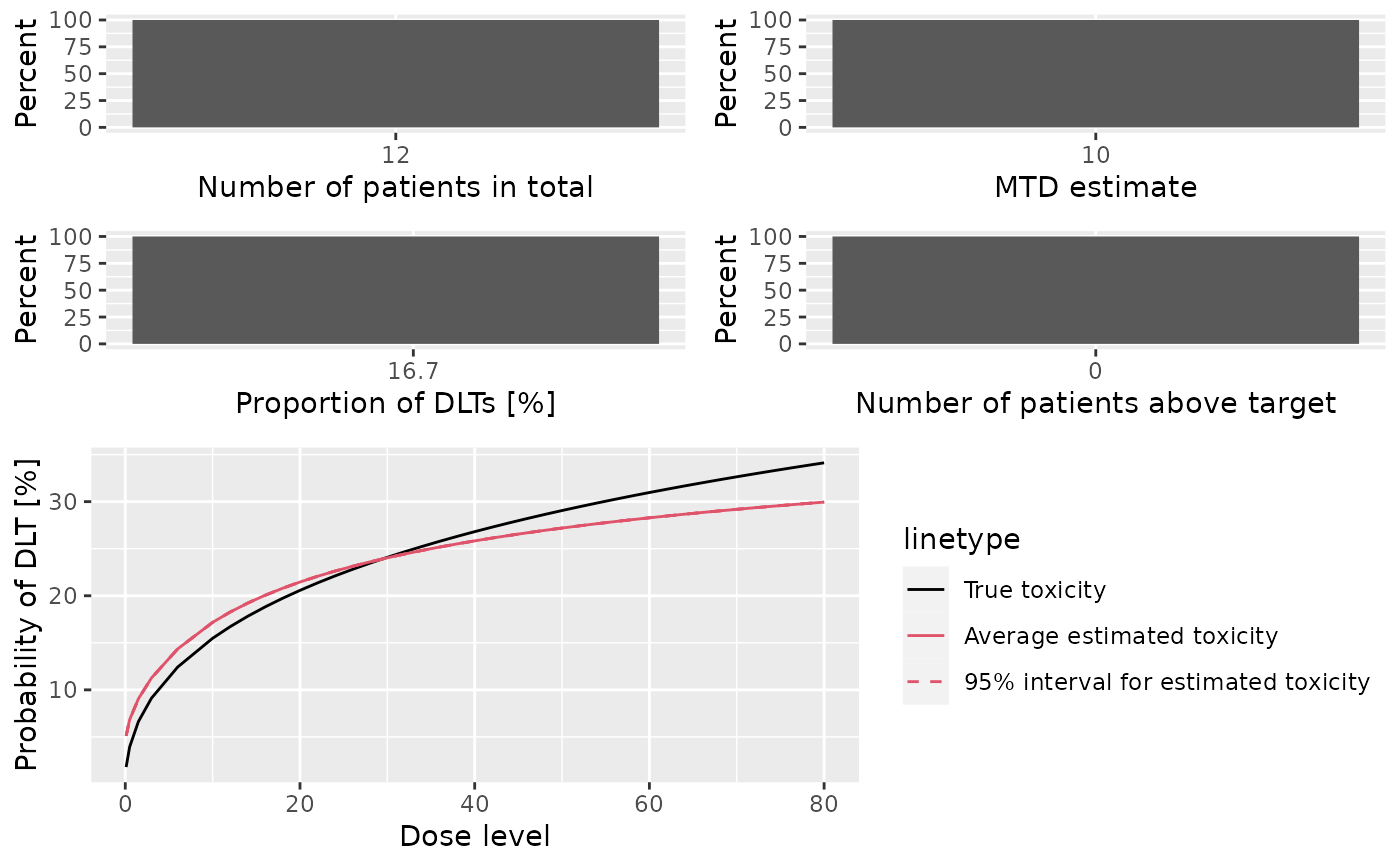 Percent
100
75
50
25
0
12
Number of patients in total
Percent
100
75
50
25
0
10
MTD estimate
Percent
100
75
50
25
0
16.7
Proportion of DLTs [%]
Percent
100
75
50
25
0
0
Number of patients above target
Probability of DLT [%]
30
20
10
0 20 40 60 80
Dose level
linetype
True toxicity
Average estimated toxicity
95% interval for estimated toxicity